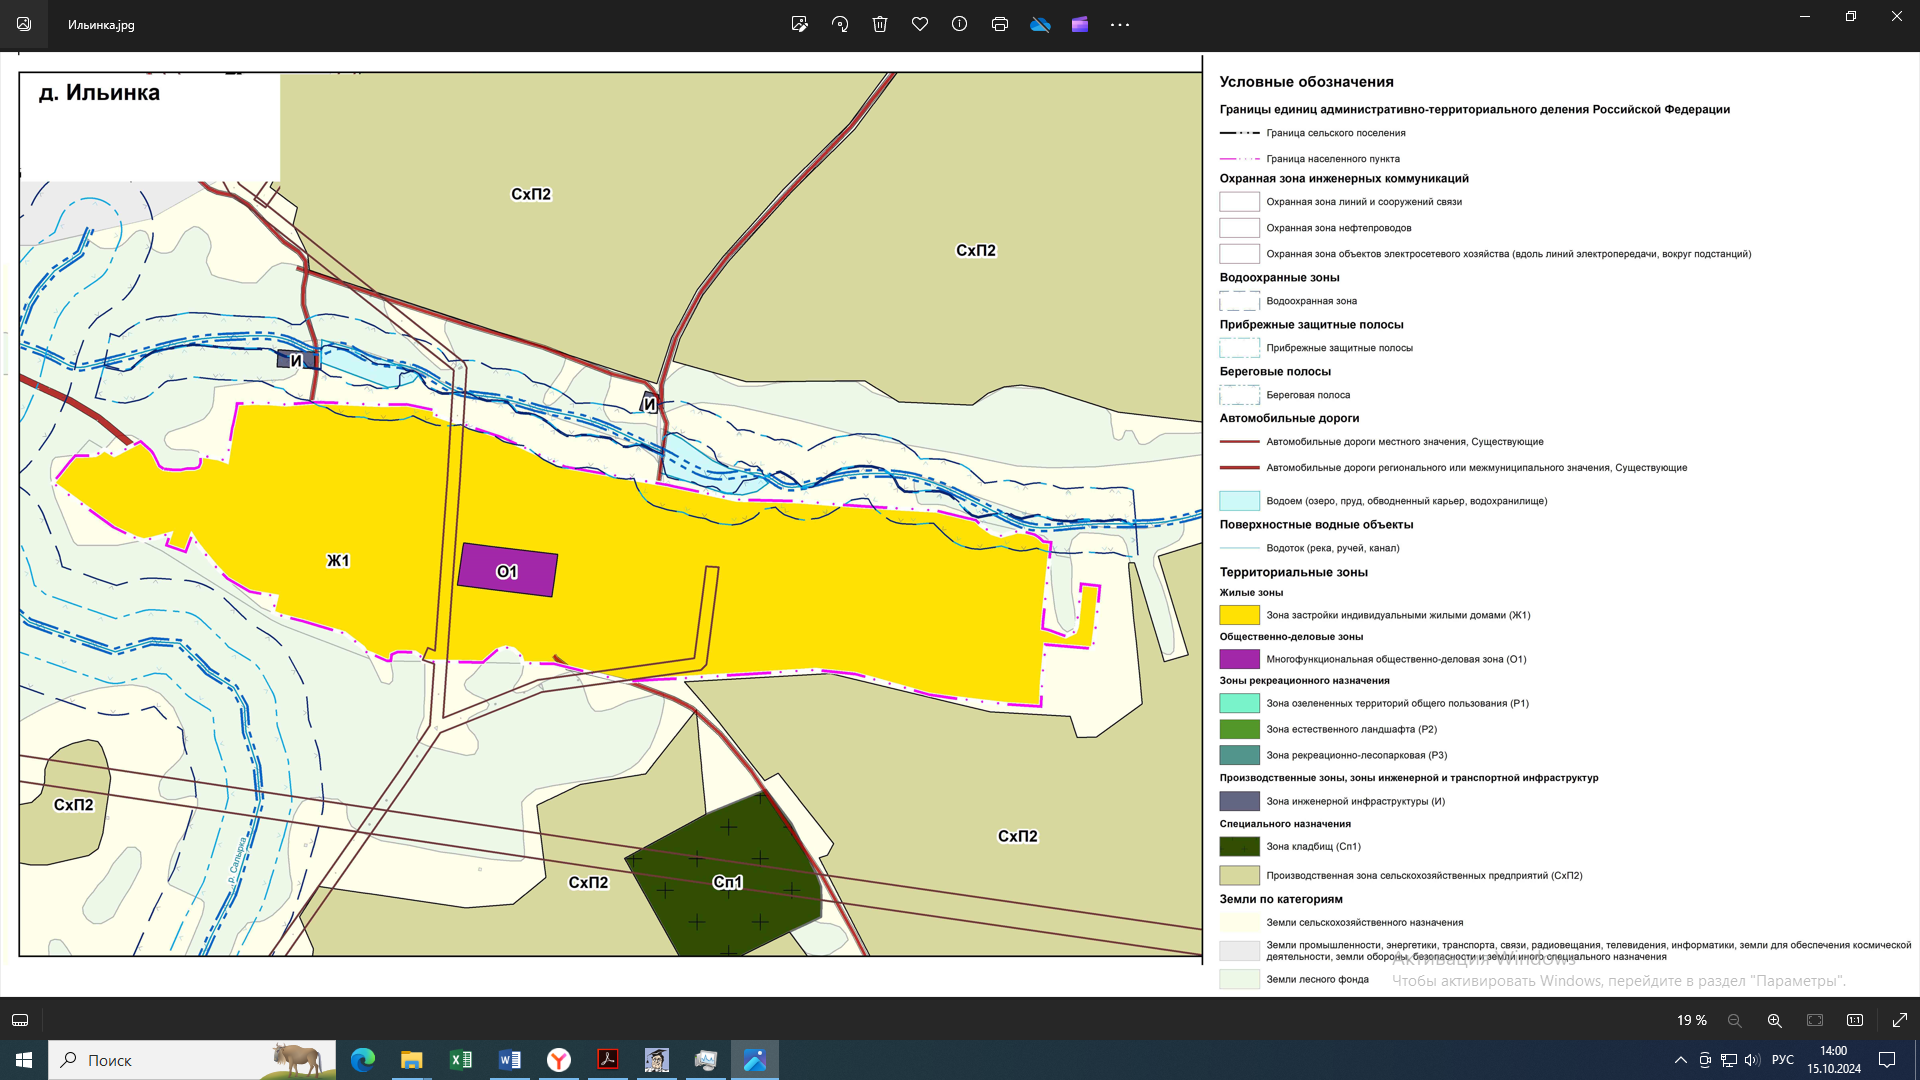 Ильинка.jpg
д. Ильинка
СхП2
СхП2
И
И
Ж1
О1
СхП2
СхП2
СхП2
Сп1
р. Салырка
Условные обозначения
Границы единиц административно-территориального деления Российской Федерации
Граница сельского поселения
Граница населенного пункта
Охранная зона инженерных коммуникаций
Охранная зона линий и сооружений связи
Охранная зона нефтепроводов
Охранная зона объектов электросетевого хозяйства (вдоль линий электропередачи, вокруг подстанций)
Водоохранные зоны
Водоохранная зона
Прибрежные защитные полосы
Прибрежные защитные полосы
Береговые полосы
Береговая полоса
Автомобильные дороги
Автомобильные дороги местного значения, Существующие
Автомобильные дороги регионального или межмуниципального значения, Существующие
Водоем (озеро, пруд, обводненный карьер, водохранилище)
Поверхностные водные объекты
Водоток (река, ручей, канал)
Территориальные зоны
Жилые зоны
Зона застройки индивидуальными жилыми домами (Ж1)
Общественно-деловые зоны
Многофункциональная общественно-деловая зона (О1)
Зоны рекреационного назначения
Зона озелененных территорий общего пользования (Р1)
Зона естественного ландшафта (Р2)
Зона рекреационно-лесопарковая (Р3)
Производственные зоны, зоны инженерной и транспортной инфраструктур
Зона инженерной инфраструктуры (И)
Специального назначения
Зона кладбищ (Сп1)
Производственная зона сельскохозяйственных предприятий (СхП2)
Земли по категориям
Земли сельскохозяйственного назначения
Земли промышленности, энергетики, транспорта, связи, радиовещания, телевидения, информатики, земли для обеспечения космической
деятельности, земли обороны, безопасности и земли иного специального назначения
Земли лесного фонда
Активация Windows
Чтобы активировать Windows, перейдите в раздел "Параметры".
19 %
1:1
Поиск
РУС
14:00
15.10.2024